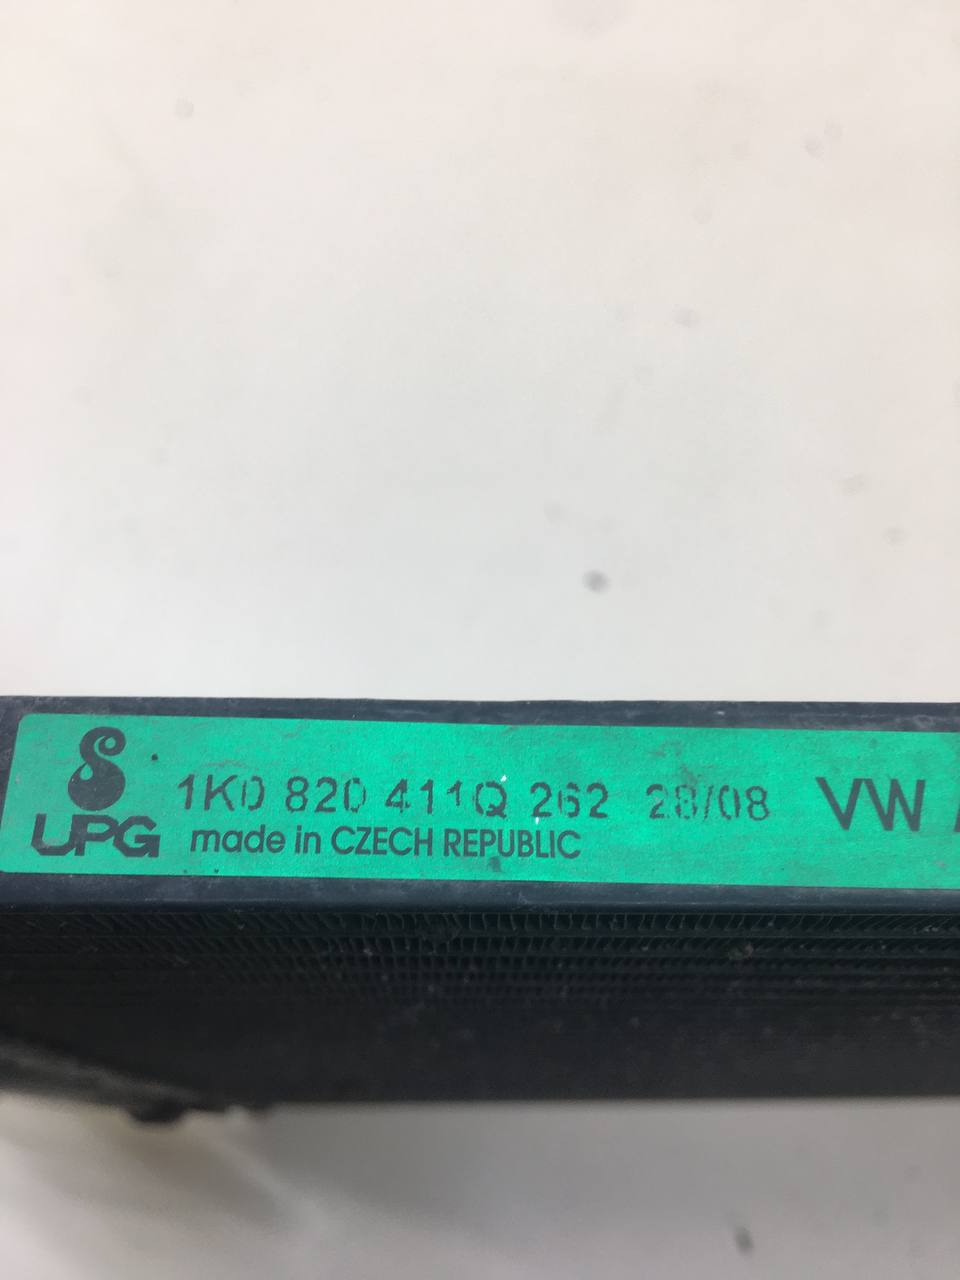 1K0 820 411Q 262 28/08 VW
UPG made in CZECH REPUBLIC